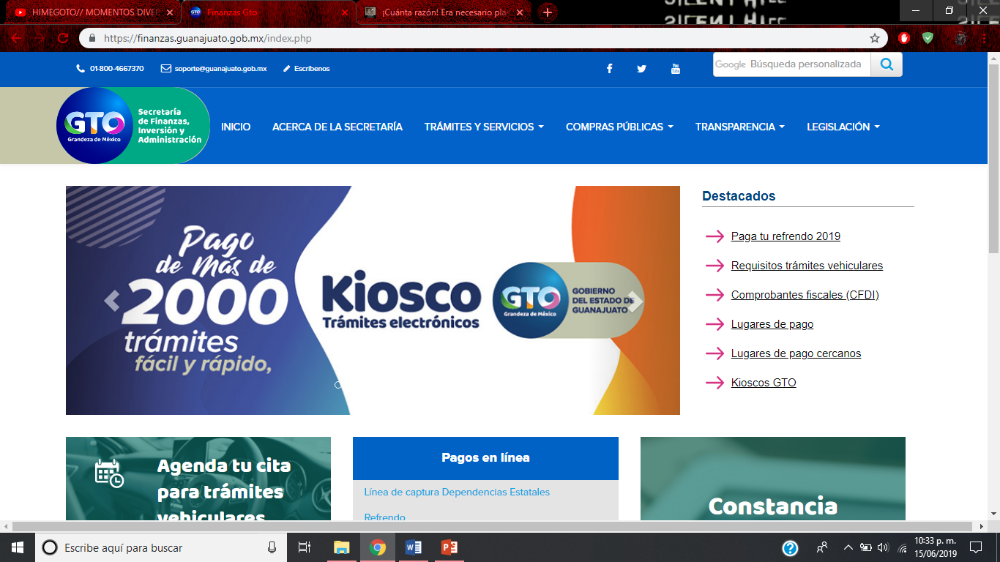 HIMEGOTO// MOMENTOS DIVER
Finanzas Gto
¡Cuánta razón! Era necesario pla
SILENT HILL
https://finanzas.guanajuato.gob.mx/index.php
01-800-4667370
soporte@guanajuato.gob.mx
Escríbenos
Google Búsqueda personalizada
GTO
Grandeza de México
Secretaría
de Finanzas,
Inversión y
Administración
INICIO
ACERCA DE LA SECRETARÍA
TRÁMITES Y SERVICIOS
COMPRAS PÚBLICAS
TRANSPARENCIA
LEGISLACIÓN
Pago
de Más de
2000
trámites
fácil y rápido,
Kiosco
Trámites electrónicos
GTO
Grandeza de México
GOBIERNO
DEL ESTADO DE
GUANAJUATO
Destacados
Paga tu refrendo 2019
Requisitos trámites vehiculares
Comprobantes fiscales (CFDI)
Lugares de pago
Lugares de pago cercanos
Kioscos GTO
Agenda tu cita
para trámites
vehiculares
Pagos en línea
Línea de captura Dependencias Estatales
Refrendo
Constancia
Escribe aquí para buscar
10:33 p. m.
15/06/2019